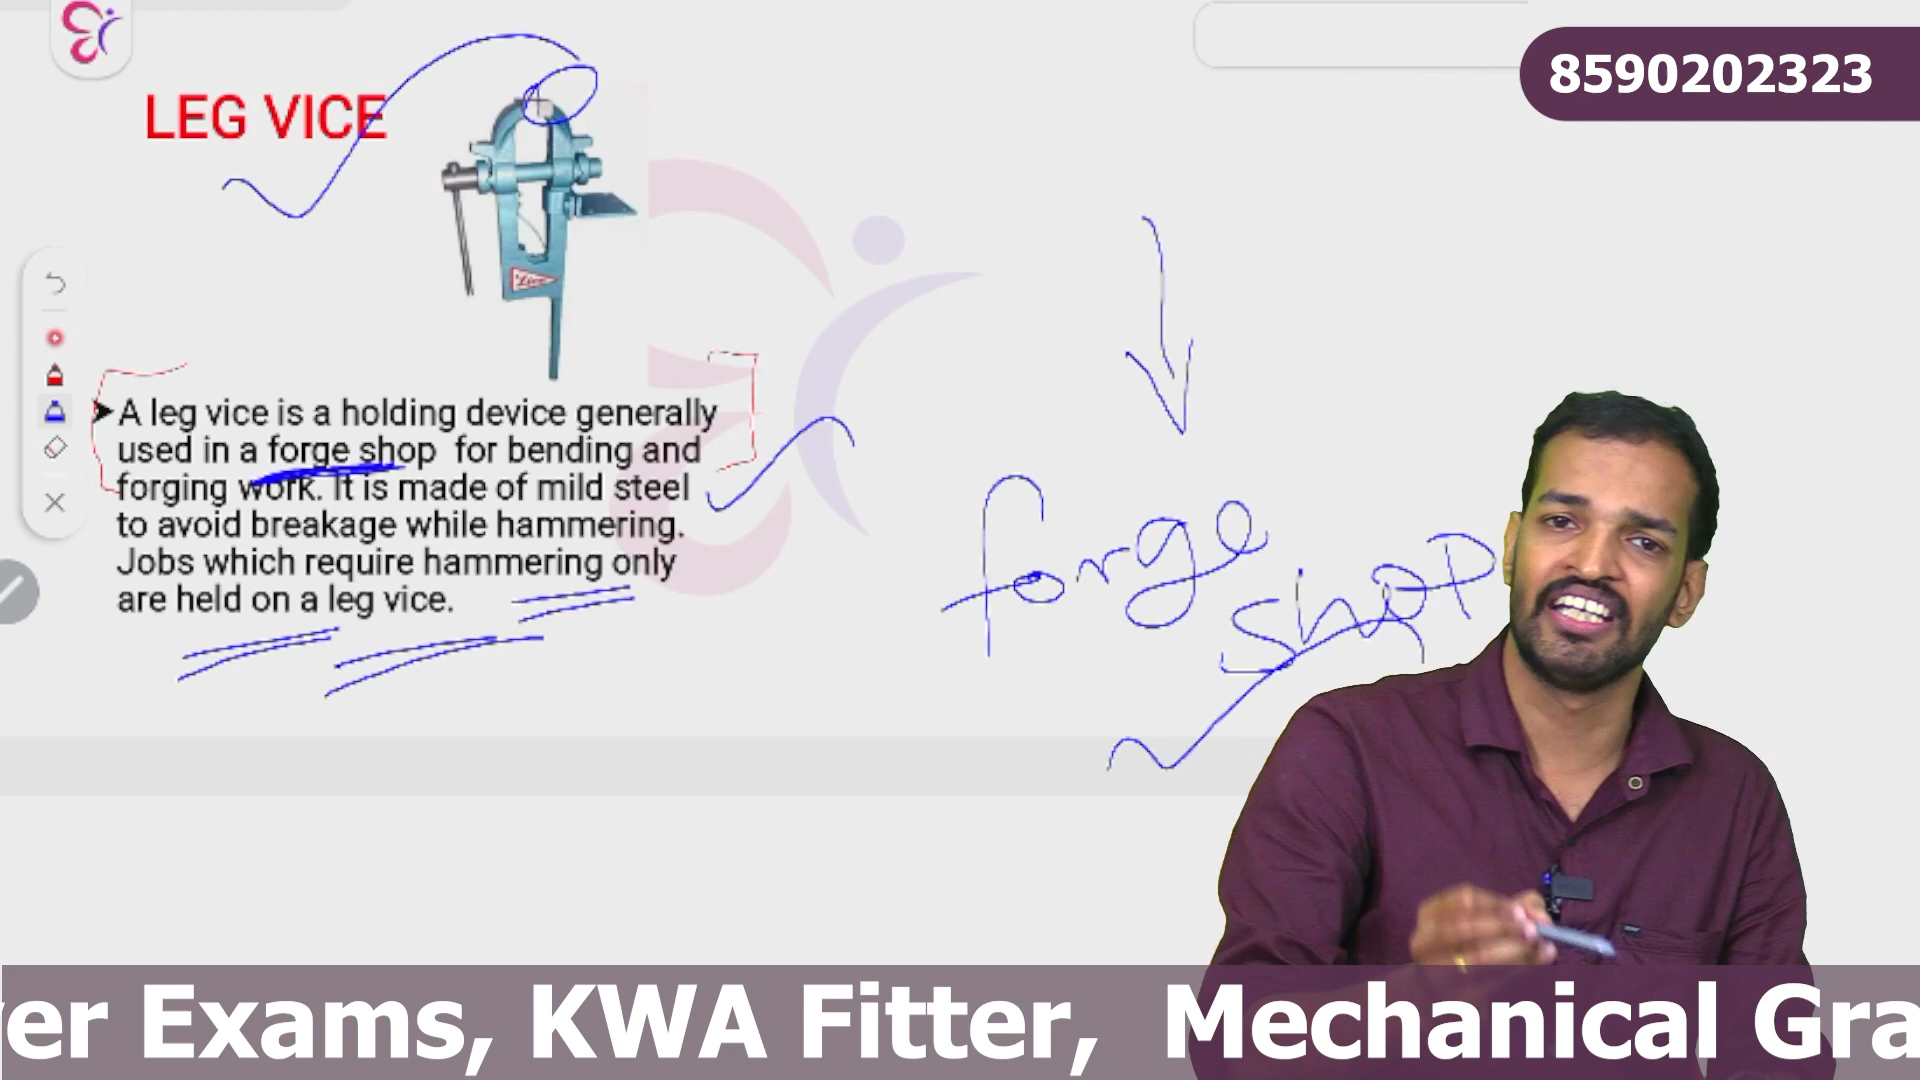 8590202323
LEG VICE
➤A leg vice is a holding device generally
used in a forge shop for bending and
forging work. It is made of mild steel
to avoid breakage while hammering.
Jobs which require hammering only
are held on a leg vice.
forge
shop
er Exams, KWA Fitter, Mechanical Gra